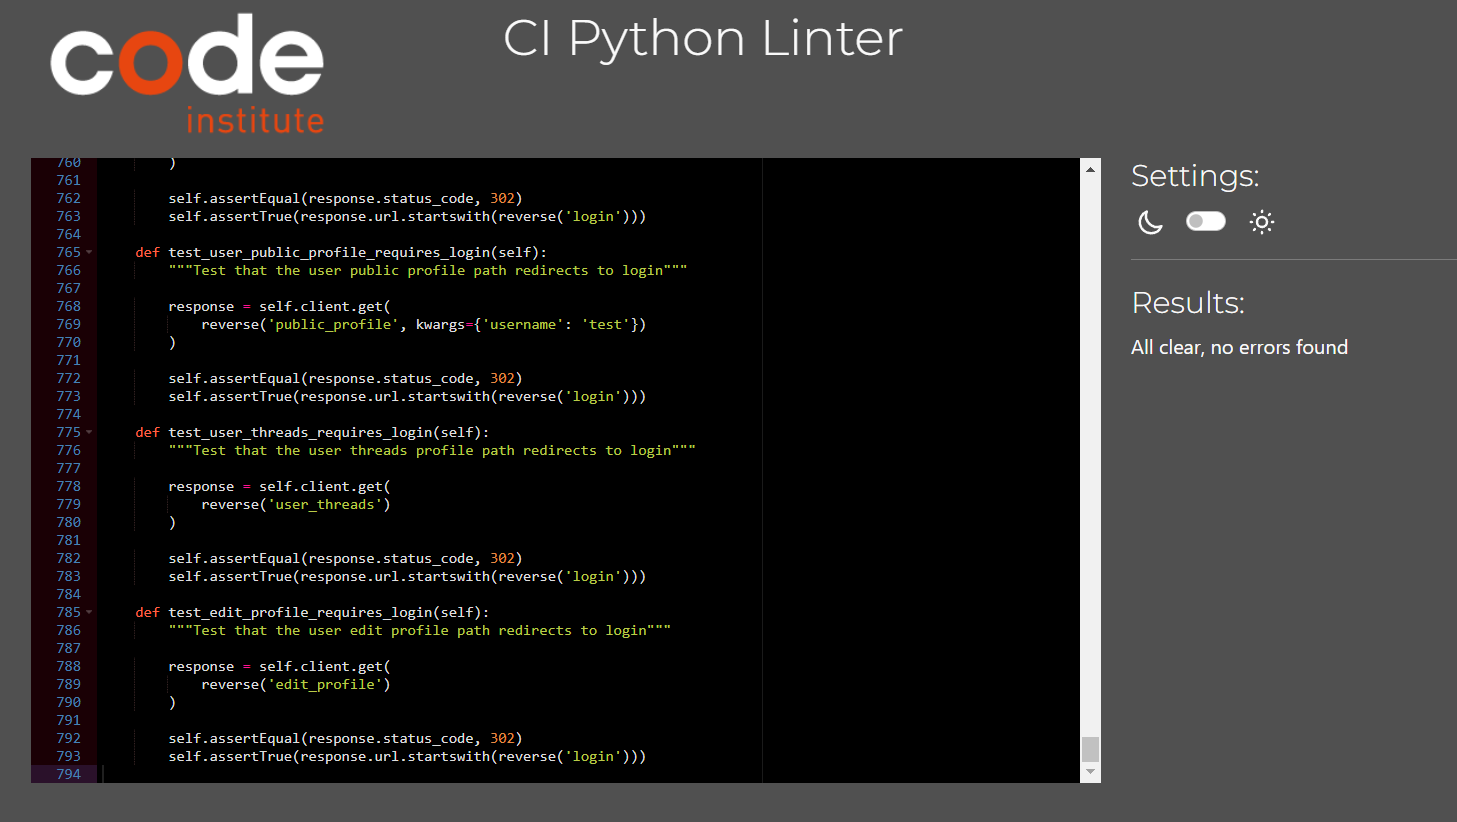 code
institute
CI Python Linter
760 )
761
762 self.assertEqual(response.status_code, 302)
763 self.assertTrue(response.url.startswith(reverse('login')))
764
765 def test_user_public_profile_requires_login(self):
766 """Test that the user public profile path redirects to login"""
767
768 response = self.client.get(
769 reverse('public_profile', kwargs={'username': 'test'})
770 )
771
772 self.assertEqual(response.status_code, 302)
773 self.assertTrue(response.url.startswith(reverse('login')))
774
775 def test_user_threads_requires_login(self):
776 """Test that the user threads profile path redirects to login"""
777
778 response = self.client.get(
779 reverse('user_threads')
780 )
781
782 self.assertEqual(response.status_code, 302)
783 self.assertTrue(response.url.startswith(reverse('login')))
784
785 def test_edit_profile_requires_login(self):
786 """Test that the user edit profile path redirects to login"""
787
788 response = self.client.get(
789 reverse('edit_profile')
790 )
791
792 self.assertEqual(response.status_code, 302)
793 self.assertTrue(response.url.startswith(reverse('login')))
794
Settings:
Results:
All clear, no errors found